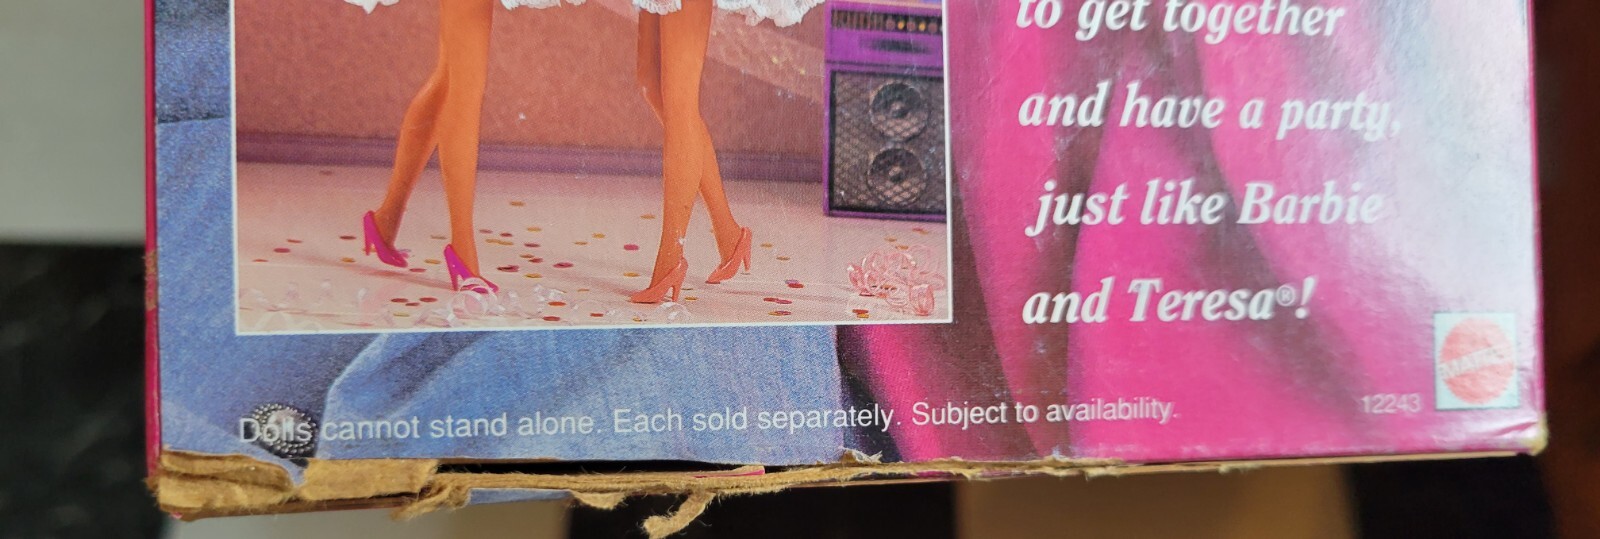 to get together
and have a party,
just like Barbie
and Teresa®!
MATTEL
Dolls cannot stand alone. Each sold separately. Subject to availability.
12243